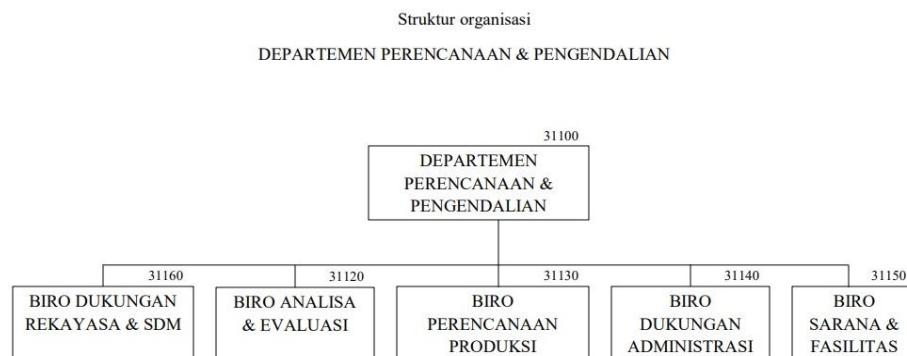 Struktur organisasi
DEPARTEMEN PERENCANAAN & PENGENDALIAN
31100
DEPARTEMEN
PERENCANAAN &
PENGENDALIAN
31160
BIRO DUKUNGAN
REKAYASA & SDM
31120
BIRO ANALISA
& EVALUASI
31130
BIRO
PERENCANAAN
PRODUKSI
31140
BIRO
DUKUNGAN
ADMINISTRASI
31150
BIRO
SARANA &
FASILITAS